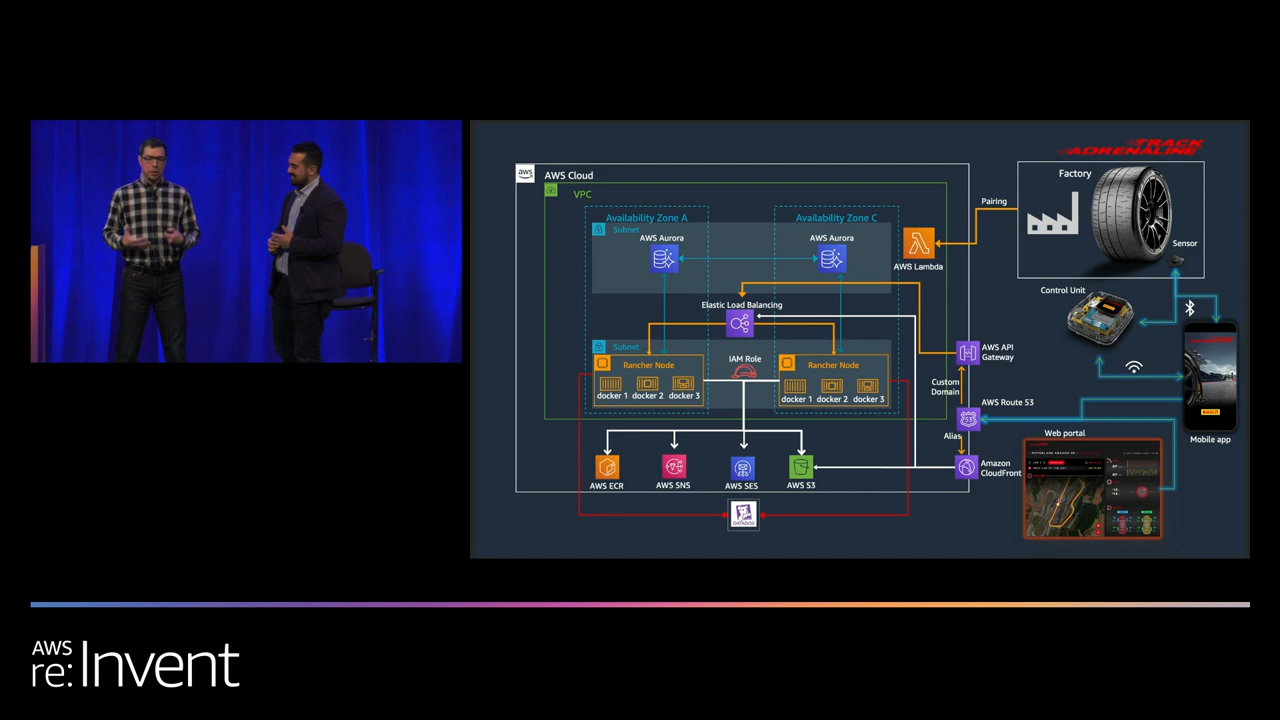 TRACK
ADRENALINE
aws
AWS Cloud
VPC
Factory
Pairing
Sensor
Availability Zone A
Availability Zone C
Subnet
AWS Aurora
AWS Aurora
AWS Lambda
Control Unit
Elastic Load Balancing
Subnet
IAM Role
Rancher Node
Rancher Node
docker 1
docker 2
docker 3
docker 1
docker 2
docker 3
AWS API
Gateway
Custom
Domain
AWS Route 53
53
Alias
Web portal
Mobile app
Amazon
CloudFront
AWS ECR
AWS SNS
AWS SES
AWS S3
DATADOG
AWS
re:Invent